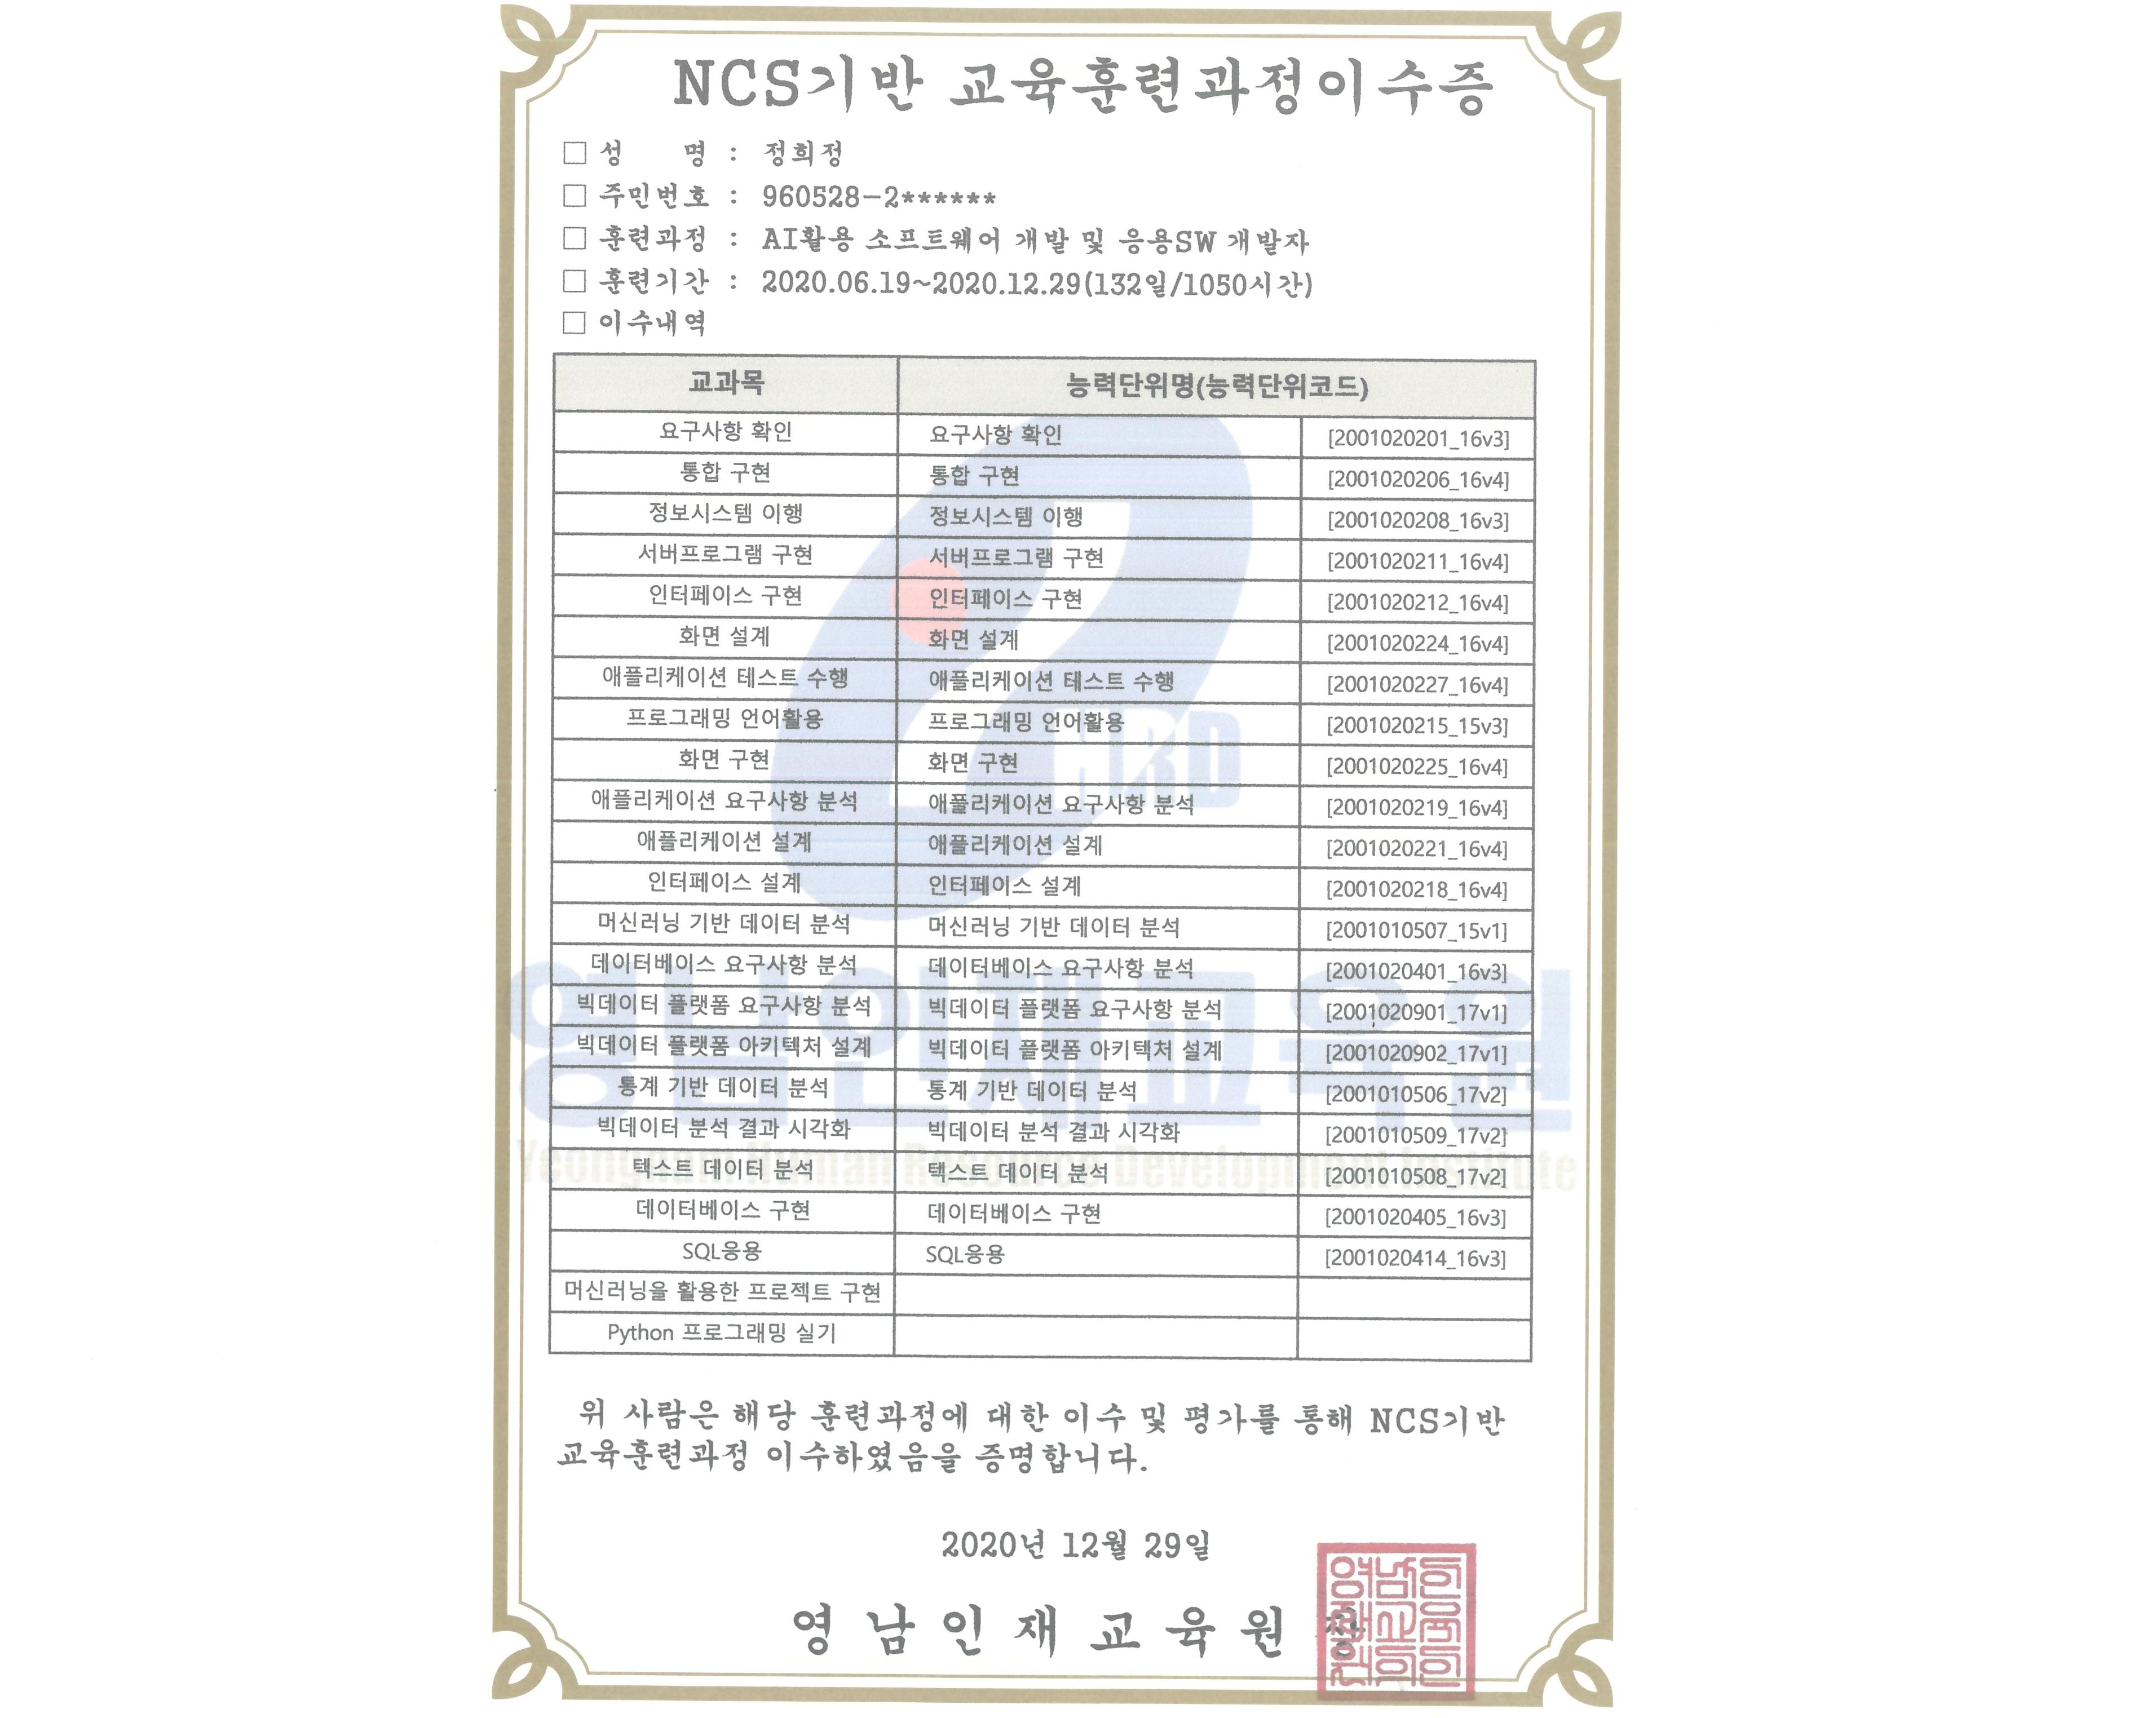 NCS기반 교육훈련과정이수증
□ 성 명 : 정희정
□ 주민번호 : 960528-2******
□ 훈련과정 : AI활용 소프트웨어 개발 및 응용SW 개발자
□ 훈련기간 : 2020.06.19~2020.12.29(132일/1050시간)
□ 이수내역
교과목 능력단위명(능력단위코드)
요구사항 확인 요구사항 확인 [2001020201_16v3]
통합 구현 통합 구현 [2001020206_16v4]
정보시스템 이행 정보시스템 이행 [2001020208_16v3]
서버프로그램 구현 서버프로그램 구현 [2001020211_16v4]
인터페이스 구현 인터페이스 구현 [2001020212_16v4]
화면 설계 화면 설계 [2001020224_16v4]
애플리케이션 테스트 수행 애플리케이션 테스트 수행 [2001020227_16v4]
프로그래밍 언어활용 프로그래밍 언어활용 [2001020215_15v3]
화면 구현 화면 구현 [2001020225_16v4]
애플리케이션 요구사항 분석 애플리케이션 요구사항 분석 [2001020219_16v4]
애플리케이션 설계 애플리케이션 설계 [2001020221_16v4]
인터페이스 설계 인터페이스 설계 [2001020218_16v4]
머신러닝 기반 데이터 분석 머신러닝 기반 데이터 분석 [2001010507_15v1]
데이터베이스 요구사항 분석 데이터베이스 요구사항 분석 [2001020401_16v3]
빅데이터 플랫폼 요구사항 분석 빅데이터 플랫폼 요구사항 분석 [2001020901_17v1]
빅데이터 플랫폼 아키텍처 설계 빅데이터 플랫폼 아키텍처 설계 [2001020902_17v1]
통계 기반 데이터 분석 통계 기반 데이터 분석 [2001010506_17v2]
빅데이터 분석 결과 시각화 빅데이터 분석 결과 시각화 [2001010509_17v2]
텍스트 데이터 분석 텍스트 데이터 분석 [2001010508_17v2]
데이터베이스 구현 데이터베이스 구현 [2001020405_16v3]
SQL응용 SQL응용 [2001020414_16v3]
머신러닝을 활용한 프로젝트 구현
Python 프로그래밍 실기
영남인재교육원
Yeongnam Human Resource Development Institute
위 사람은 해당 훈련과정에 대한 이수 및 평가를 통해 NCS기반
교육훈련과정 이수하였음을 증명합니다.
2020년 12월 29일
영남인재교육원장